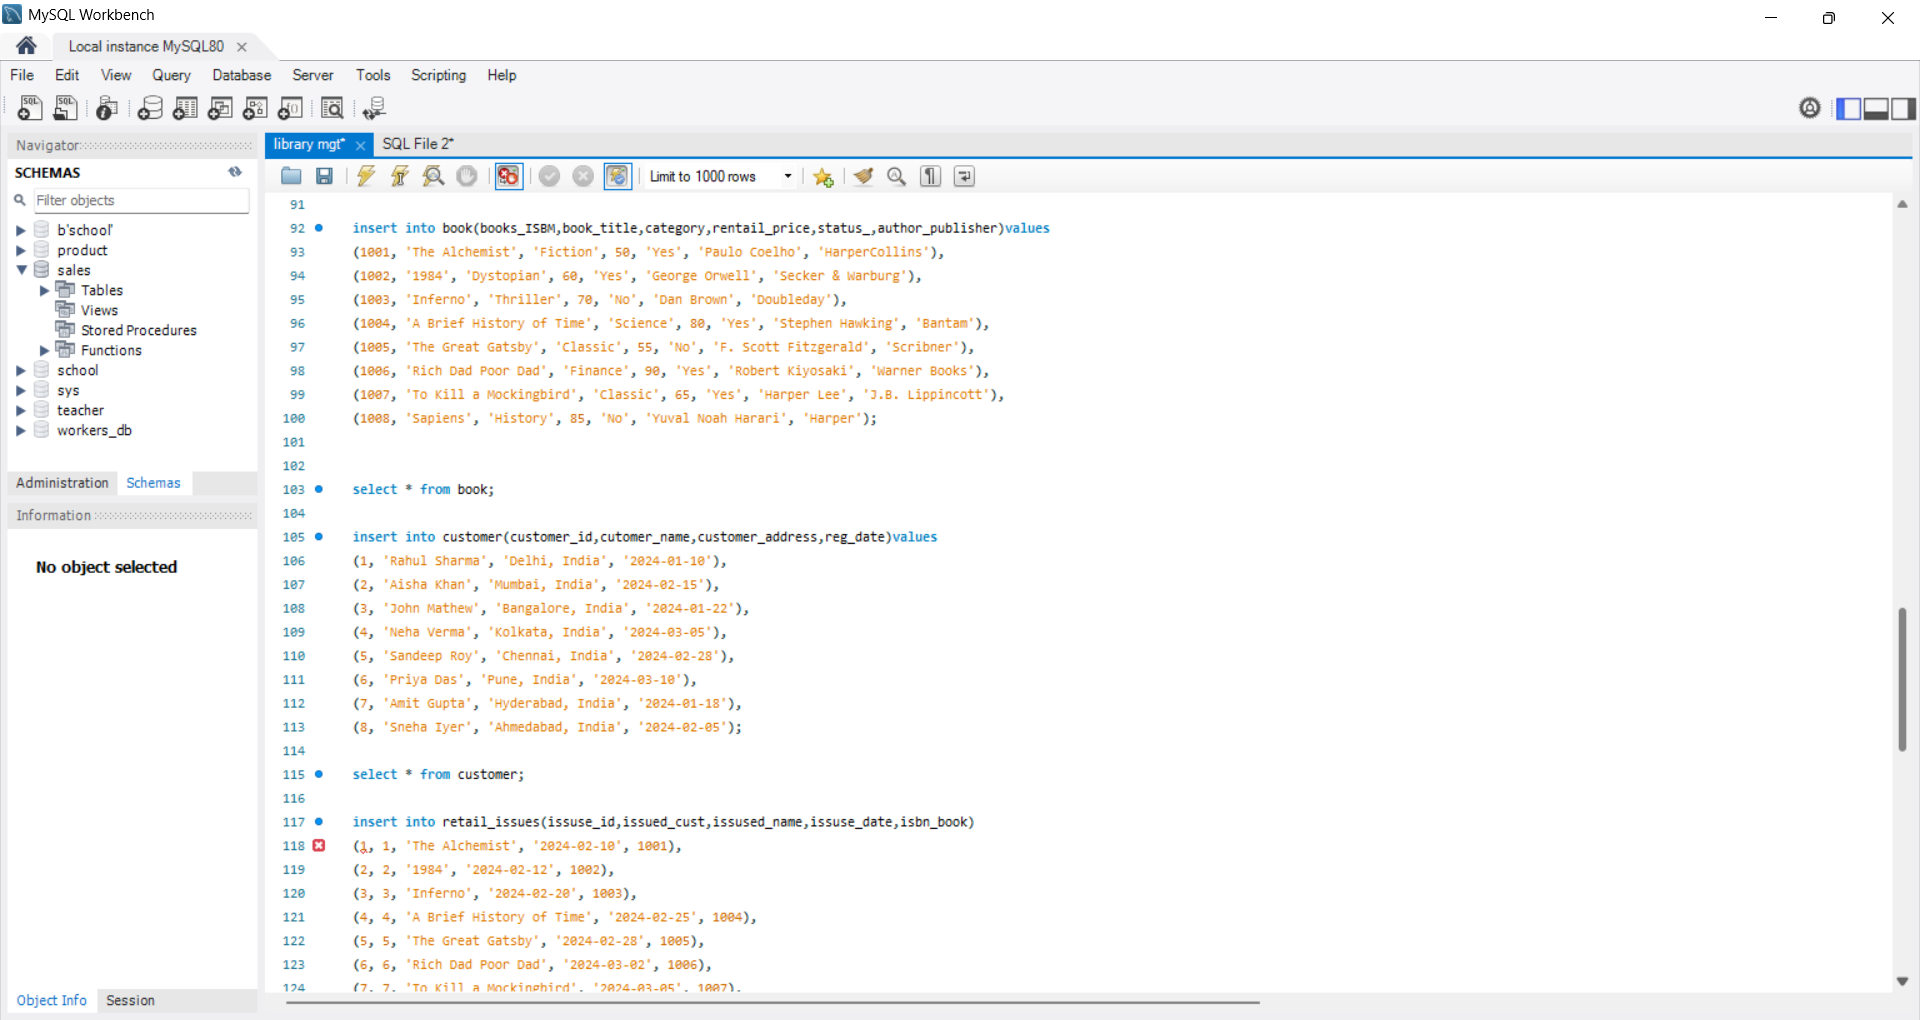 MySQL Workbench
Local instance MySQL80
File Edit View Query Database Server Tools Scripting Help
Navigator
SCHEMAS
Filter objects
b'school'
product
sales
Tables
Views
Stored Procedures
Functions
school
sys
teacher
workers_db
Administration Schemas
Information
No object selected
Object Info Session
library mgt* SQL File 2*
Limit to 1000 rows
91
92 insert into book(books_ISBM,book_title,category,rentail_price,status_,author_publisher)values
93 (1001, 'The Alchemist', 'Fiction', 50, 'Yes', 'Paulo Coelho', 'HarperCollins'),
94 (1002, '1984', 'Dystopian', 60, 'Yes', 'George Orwell', 'Secker & Warburg'),
95 (1003, 'Inferno', 'Thriller', 70, 'No', 'Dan Brown', 'Doubleday'),
96 (1004, 'A Brief History of Time', 'Science', 80, 'Yes', 'Stephen Hawking', 'Bantam'),
97 (1005, 'The Great Gatsby', 'Classic', 55, 'No', 'F. Scott Fitzgerald', 'Scribner'),
98 (1006, 'Rich Dad Poor Dad', 'Finance', 90, 'Yes', 'Robert Kiyosaki', 'Warner Books'),
99 (1007, 'To Kill a Mockingbird', 'Classic', 65, 'Yes', 'Harper Lee', 'J.B. Lippincott'),
100 (1008, 'Sapiens', 'History', 85, 'No', 'Yuval Noah Harari', 'Harper');
101
102
103 select * from book;
104
105 insert into customer(customer_id,cutomer_name,customer_address,reg_date)values
106 (1, 'Rahul Sharma', 'Delhi, India', '2024-01-10'),
107 (2, 'Aisha Khan', 'Mumbai, India', '2024-02-15'),
108 (3, 'John Mathew', 'Bangalore, India', '2024-01-22'),
109 (4, 'Neha Verma', 'Kolkata, India', '2024-03-05'),
110 (5, 'Sandeep Roy', 'Chennai, India', '2024-02-28'),
111 (6, 'Priya Das', 'Pune, India', '2024-03-10'),
112 (7, 'Amit Gupta', 'Hyderabad, India', '2024-01-18'),
113 (8, 'Sneha Iyer', 'Ahmedabad, India', '2024-02-05');
114
115 select * from customer;
116
117 insert into retail_issues(issuse_id,issued_cust,issused_name,issuse_date,isbn_book)
118 (1, 1, 'The Alchemist', '2024-02-10', 1001),
119 (2, 2, '1984', '2024-02-12', 1002),
120 (3, 3, 'Inferno', '2024-02-20', 1003),
121 (4, 4, 'A Brief History of Time', '2024-02-25', 1004),
122 (5, 5, 'The Great Gatsby', '2024-02-28', 1005),
123 (6, 6, 'Rich Dad Poor Dad', '2024-03-02', 1006),
124 (7, 7, 'To Kill a Mockingbird', '2024-03-05', 1007),